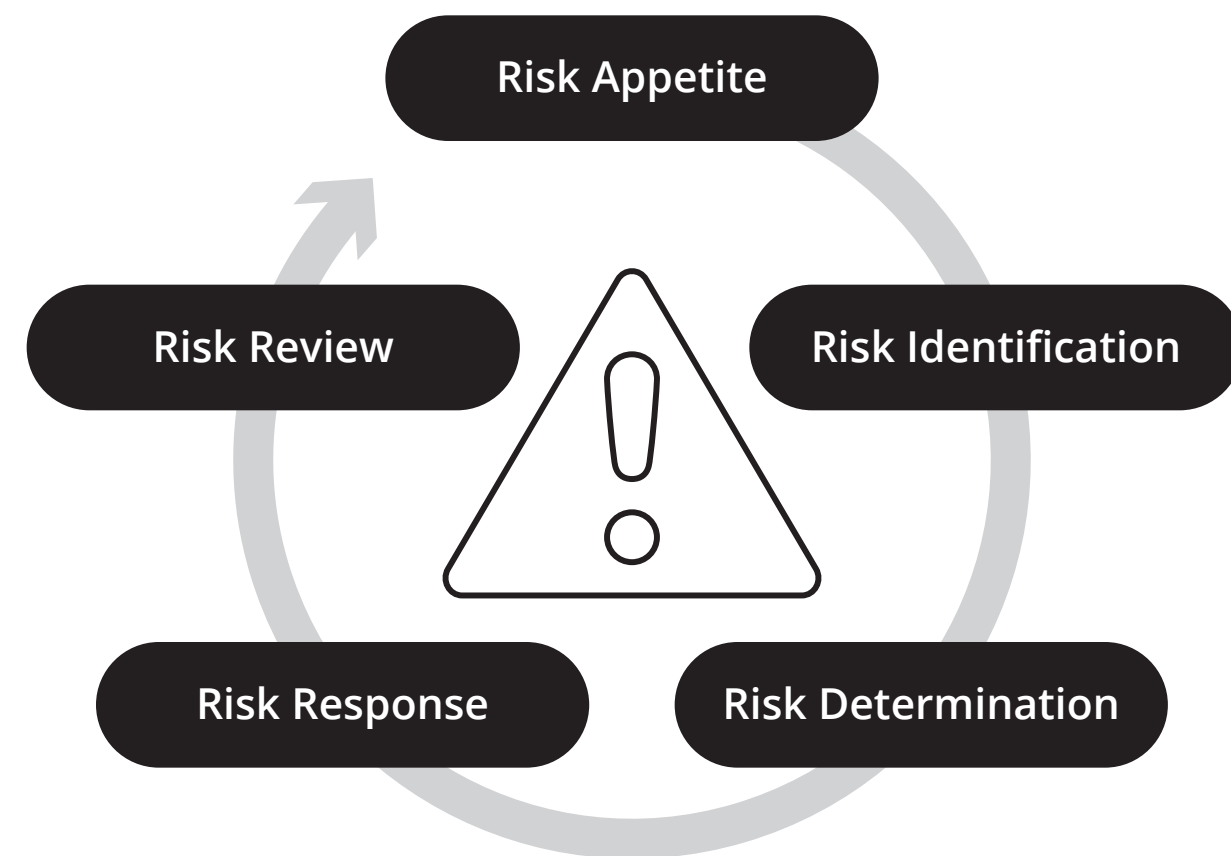 Risk Appetite
Risk Review
Risk Identification
Risk Response
Risk Determination